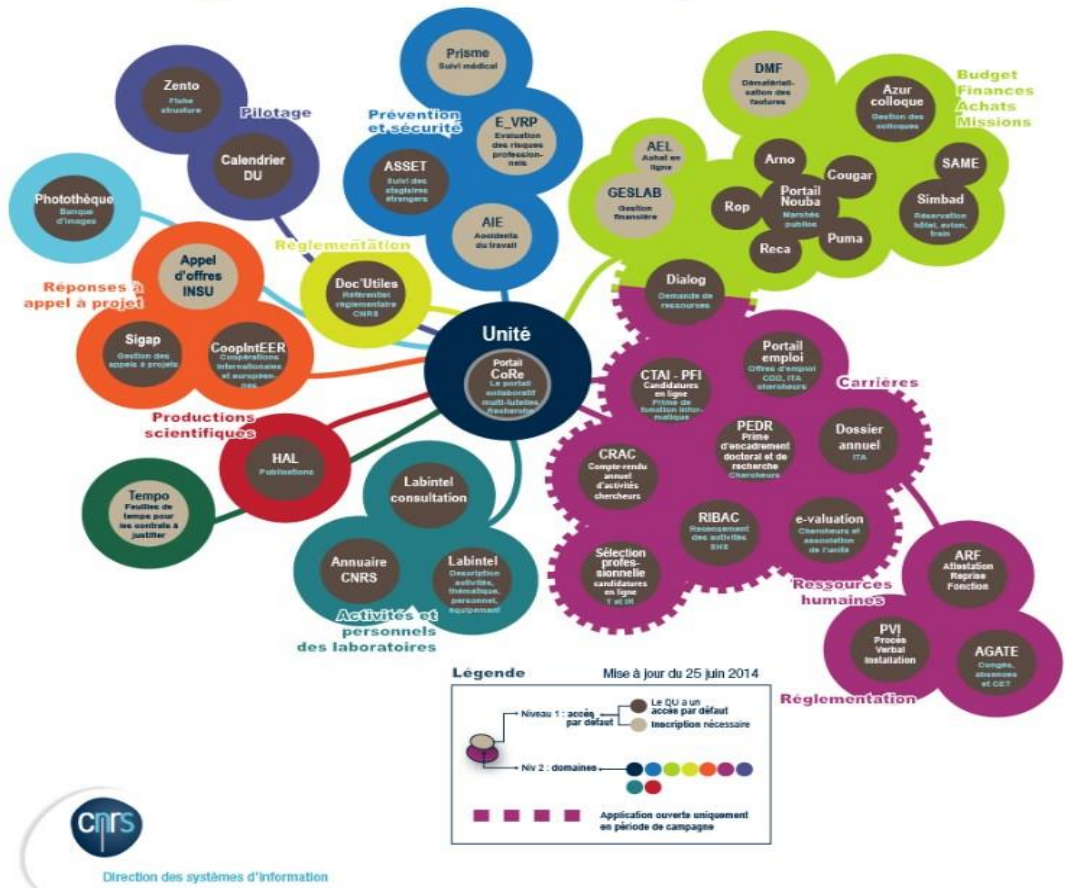 Prisme
Suivi médical
E_VRP
Evaluation
des risques
profession-
nels
ASSET
Suivi des
stagiaires
étrangers
AIE
Accidents
du travail
Prévention
et sécurité
Zento
Fiche
structure
Pilotage
Calendrier
DU
Photothèque
Banque
d'images
Réglementation
Doc'Utiles
Référentiel
réglementaire
CNRS
Appel
d'offres
INSU
Réponses à
appel à projet
Sigap
Gestion des
appels à projets
CoopIntEER
Coopérations
internationales
et europée-
nnes
Productions
scientifiques
HAL
Publications
Tempo
Feuilles de
temps pour
les contrats à
justifier
Unité
Portail
CoRe
Le portail
collaboratif
multi-tutelles
Recherche
Labintel
consultation
Annuaire
CNRS
Labintel
Description
activités,
thématique,
personnel,
équipement
Activités et
personnels
des laboratoires
DMF
Dématériali-
sation des
factures
Azur
colloque
Gestion des
colloques
Budget
Finances
Achats
Missions
AEL
Achat en
ligne
GESLAB
Gestion
financière
Arno
Cougar
Rop
Portail
Nouba
Marchés
publics
Reca
Puma
SAME
Simbad
Réservation
hôtel, avion,
train
Dialog
Demande de
ressources
CTAI - PFI
Candidatures
en ligne
Prime de
fonction infor-
matique
Portail
emploi
Offres d'emploi
CDD, ITA
chercheurs
Carrières
PEDR
Prime
d'encadrement
doctoral et de
recherche
Chercheurs
Dossier
annuel
ITA
CRAC
Compte-rendu
annuel
d'activités
chercheurs
RIBAC
Recensement
des activités
SHS
e-valuation
Chercheurs et
association
de l'unité
Sélection
profes-
sionnelle
candidatures
en ligne
T et IR
Ressources
humaines
ARF
Attestation
Reprise
Fonction
PVI
Procès
Verbal
Installation
AGATE
Congés,
absences
et CET
Réglementation
Légende
Mise à jour du 25 juin 2014
Niveau 1 : accès
par défaut
Le DU a un
accès par défaut
Inscription nécessaire
Niv 2 : domaines
Application ouverte uniquement
en période de campagne
cnrs
Direction des systèmes d'information